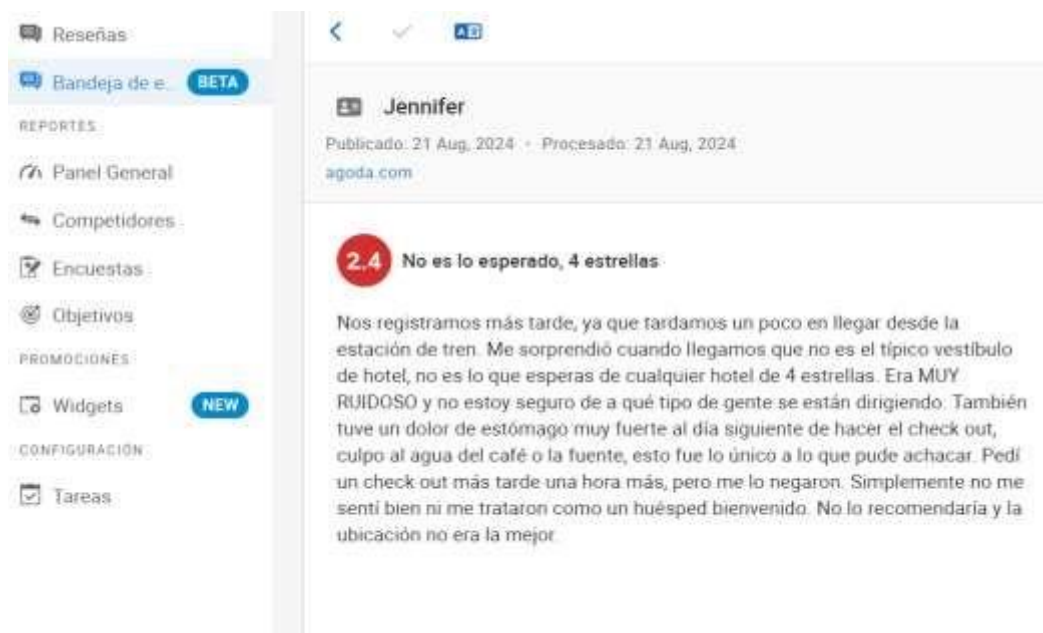 Reseñas
Bandeja de e... BETA
REPORTES
Panel General
Competidores
Encuestas
Objetivos
PROMOCIONES
Widgets NEW
CONFIGURACIÓN
Tareas
Jennifer
Publicado: 21 Aug, 2024 · Procesado: 21 Aug, 2024
agoda.com
2.4 No es lo esperado, 4 estrellas
Nos registramos más tarde, ya que tardamos un poco en llegar desde la
estación de tren. Me sorprendió cuando llegamos que no es el típico vestíbulo
de hotel, no es lo que esperas de cualquier hotel de 4 estrellas. Era MUY
RUIDOSO y no estoy seguro de a qué tipo de gente se están dirigiendo. También
tuve un dolor de estómago muy fuerte al día siguiente de hacer el check out,
culpo al agua del café o la fuente, esto fue lo único a lo que pude achacar. Pedí
un check out más tarde una hora más, pero me lo negaron. Simplemente no me
sentí bien ni me trataron como un huésped bienvenido. No lo recomendaría y la
ubicación no era la mejor.